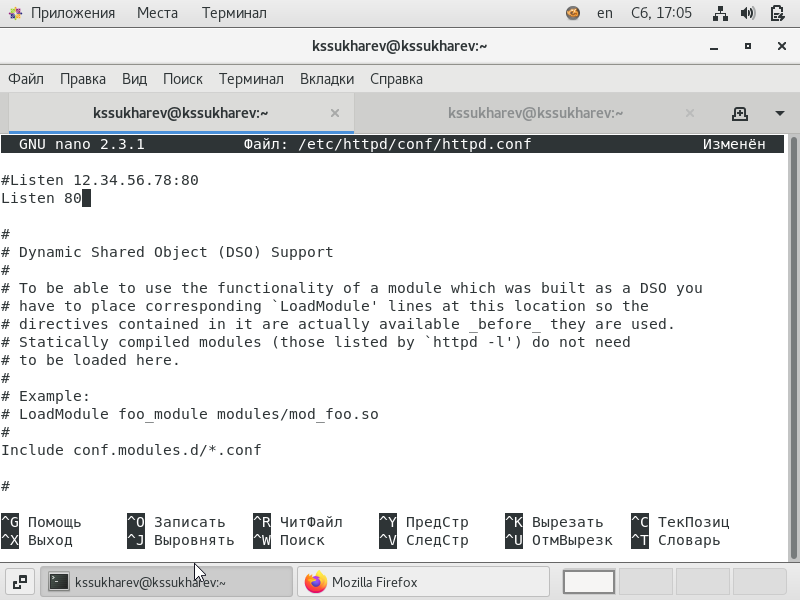 Приложения Места Терминал en Сб, 17:05
kssukharev@kssukharev:~
Файл Правка Вид Поиск Терминал Вкладки Справка
kssukharev@kssukharev:~ × kssukharev@kssukharev:~ ×
GNU nano 2.3.1 Файл: /etc/httpd/conf/httpd.conf Изменён
#Listen 12.34.56.78:80
Listen 80
#
# Dynamic Shared Object (DSO) Support
#
# To be able to use the functionality of a module which was built as a DSO you
# have to place corresponding `LoadModule' lines at this location so the
# directives contained in it are actually available _before_ they are used.
# Statically compiled modules (those listed by `httpd -l') do not need
# to be loaded here.
#
# Example:
# LoadModule foo_module modules/mod_foo.so
#
Include conf.modules.d/*.conf
#
^G Помощь ^O Записать ^R ЧитФайл ^Y ПредСтр ^K Вырезать ^C ТекПозиц
^X Выход ^J Выровнять ^W Поиск ^V СледСтр ^U ОтмВырезк ^T Словарь
kssukharev@kssukharev:~ Mozilla Firefox